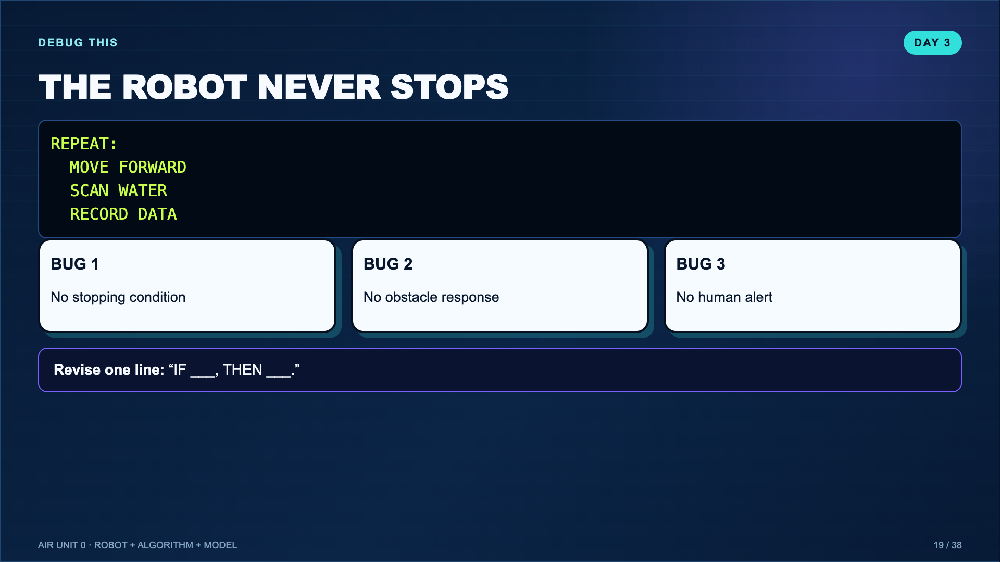 DEBUG THIS
DAY 3
THE ROBOT NEVER STOPS
REPEAT:
  MOVE FORWARD
  SCAN WATER
  RECORD DATA
BUG 1
No stopping condition
BUG 2
No obstacle response
BUG 3
No human alert
Revise one line: “IF ___, THEN ___.”
AIR UNIT 0 · ROBOT + ALGORITHM + MODEL
19 / 38